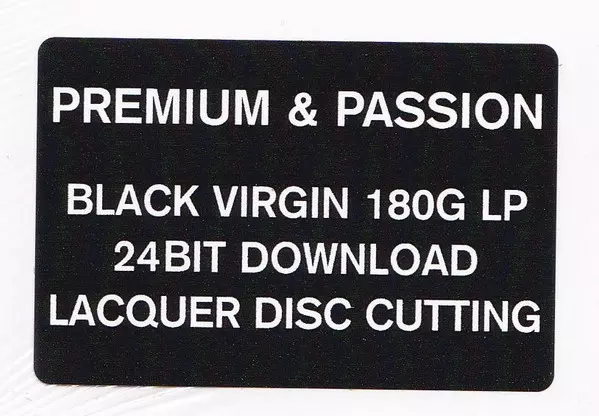 PREMIUM & PASSION
BLACK VIRGIN 180G LP
24BIT DOWNLOAD
LACQUER DISC CUTTING